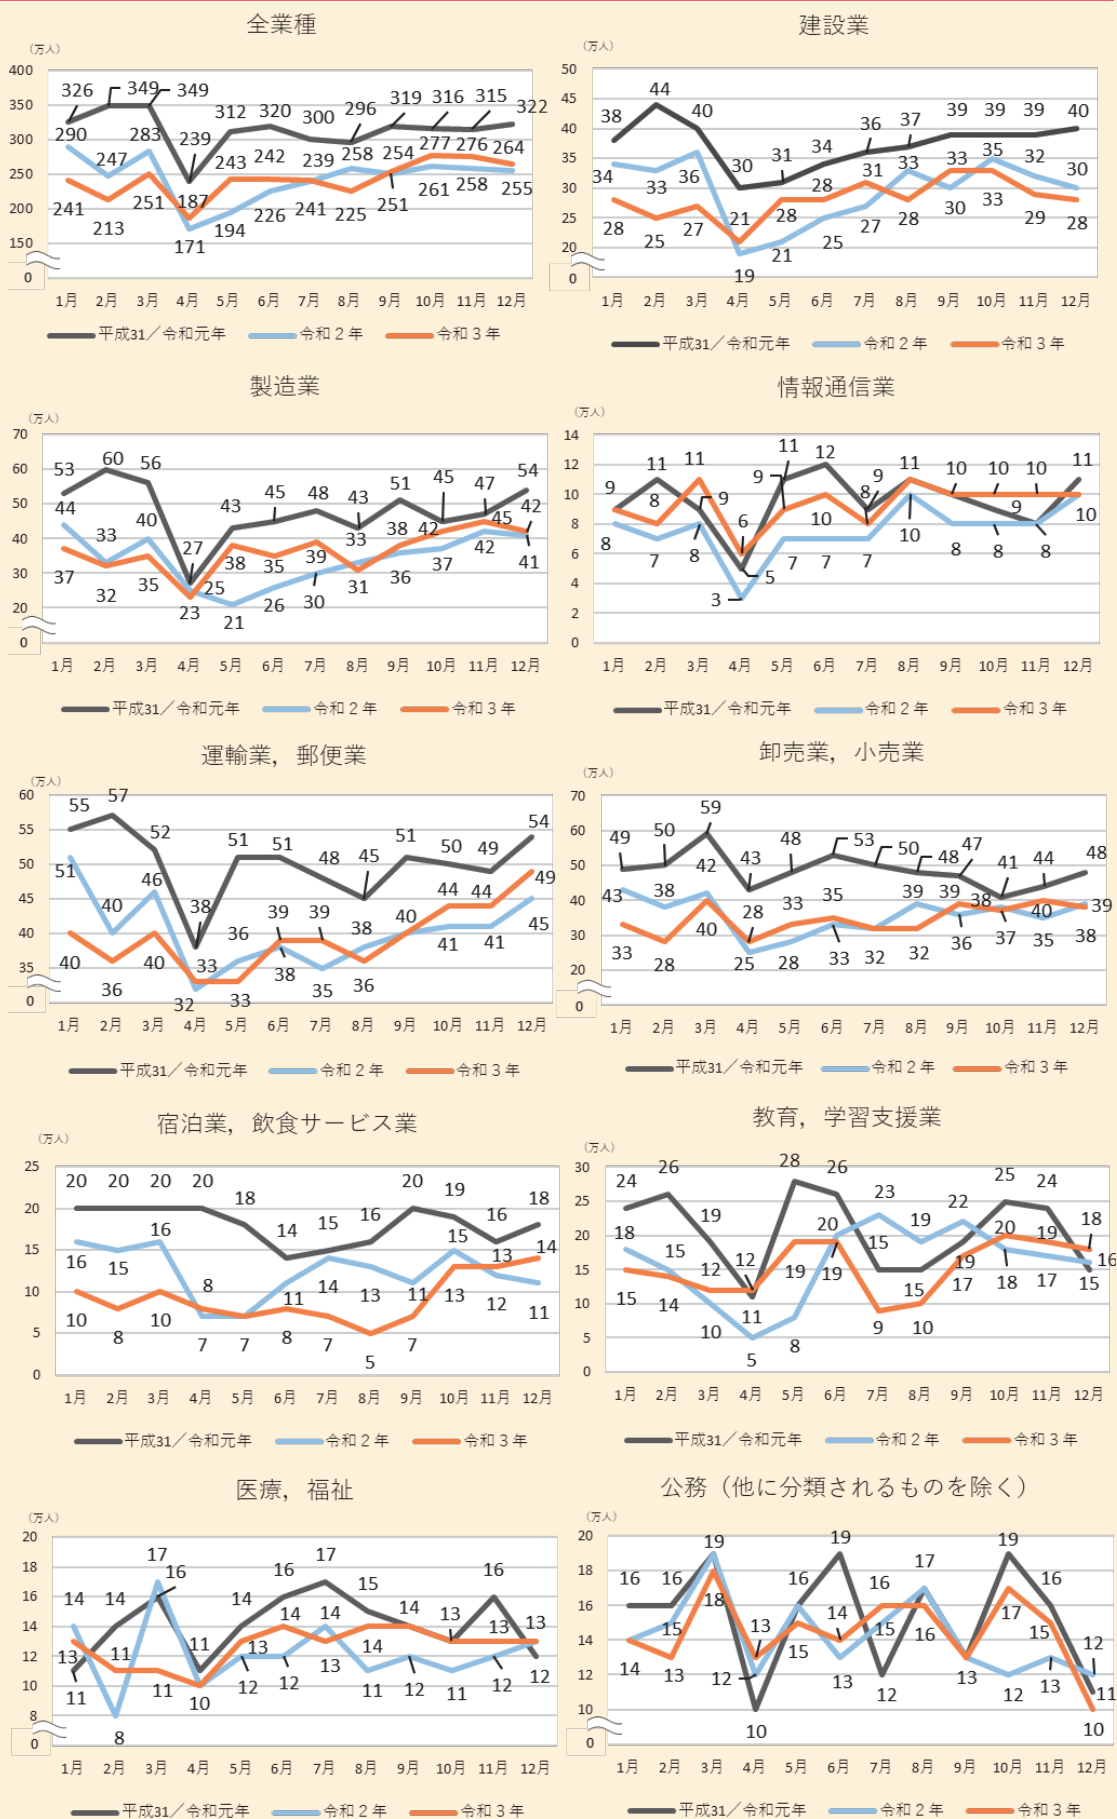 全業種
(万人)
400
350
300
250
200
150
0
326 349 349 239 312 320 300 296 319 316 315 322
290 247 283 171 194 226 239 258 251 261 258 255
241 213 251 187 243 242 241 225 254 277 276 264
1月 2月 3月 4月 5月 6月 7月 8月 9月 10月 11月 12月
平成31／令和元年 令和２年 令和３年
建設業
(万人)
50
45
40
35
30
25
20
0
38 44 40 30 31 34 36 37 39 39 39 40
34 33 36 19 21 25 27 33 30 35 32 30
28 25 27 21 28 28 31 28 33 33 29 28
1月 2月 3月 4月 5月 6月 7月 8月 9月 10月 11月 12月
平成31／令和元年 令和２年 令和３年
製造業
(万人)
70
60
50
40
30
20
0
53 60 56 27 43 45 48 43 45 47 54
44 33 40 25 21 26 30 33 36 37 42 41
37 32 35 23 38 35 39 31 38 42 45 42
1月 2月 3月 4月 5月 6月 7月 8月 9月 10月 11月 12月
平成31／令和元年 令和２年 令和３年
情報通信業
(万人)
14
12
10
8
6
4
2
0
9 11 9 5 11 12 9 11 10 9 8 11
8 7 8 3 7 7 7 10 8 8 10
8 11 6 9 10 8 10 10
1月 2月 3月 4月 5月 6月 7月 8月 9月 10月 11月 12月
平成31／令和元年 令和２年 令和３年
運輸業，郵便業
(万人)
60
55
50
45
40
35
0
55 57 52 38 51 51 48 45 51 50 49 54
51 40 46 32 36 38 35 38 40 41 41 45
40 36 40 33 33 39 39 36 44 44 49
1月 2月 3月 4月 5月 6月 7月 8月 9月 10月 11月 12月
平成31／令和元年 令和２年 令和３年
卸売業，小売業
(万人)
70
60
50
40
30
20
0
49 50 59 43 48 53 50 48 47 41 44 48
43 38 42 25 28 33 32 39 36 38 35 39
33 28 40 28 33 35 32 39 37 40 38
1月 2月 3月 4月 5月 6月 7月 8月 9月 10月 11月 12月
平成31／令和元年 令和２年 令和３年
宿泊業，飲食サービス業
(万人)
25
20
15
10
5
0
20 20 20 20 18 14 15 16 20 19 16 18
16 15 16 7 7 11 14 13 11 15 12 11
10 8 10 8 8 7 5 7 13 13 14
1月 2月 3月 4月 5月 6月 7月 8月 9月 10月 11月 12月
平成31／令和元年 令和２年 令和３年
教育，学習支援業
(万人)
30
25
20
15
10
5
0
24 26 19 11 28 26 15 15 19 25 24 15
18 15 10 5 8 20 23 19 22 18 17 16
15 14 12 12 19 19 9 10 17 20 19 18
1月 2月 3月 4月 5月 6月 7月 8月 9月 10月 11月 12月
平成31／令和元年 令和２年 令和３年
医療，福祉
(万人)
20
18
16
14
12
10
8
0
11 14 16 11 14 16 17 15 14 13 16 12
14 8 17 10 12 12 14 11 12 11 12 13
13 11 11 13 14 13 14 13
1月 2月 3月 4月 5月 6月 7月 8月 9月 10月 11月 12月
平成31／令和元年 令和２年 令和３年
公務（他に分類されるものを除く）
(万人)
20
18
16
14
12
10
0
16 16 19 10 16 19 12 17 13 19 16 11
14 15 12 13 15 12 13 12
13 18 13 15 14 16 16 17 15 10
1月 2月 3月 4月 5月 6月 7月 8月 9月 10月 11月 12月
平成31／令和元年 令和２年 令和３年